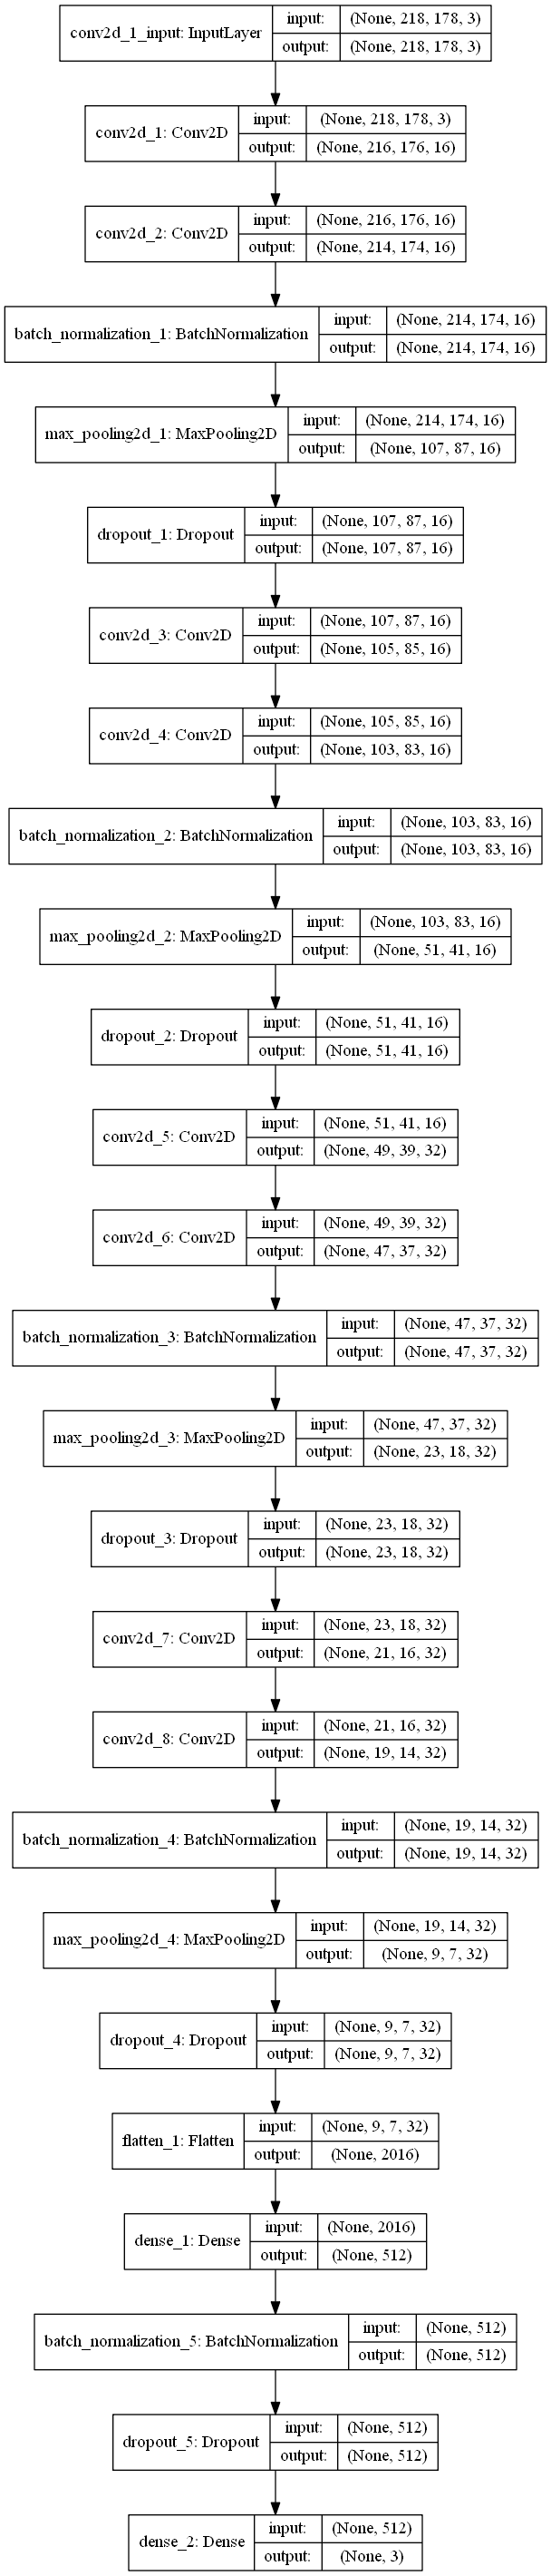 conv2d_1_input: InputLayer
input: (None, 218, 178, 3)
output: (None, 218, 178, 3)
conv2d_1: Conv2D
input: (None, 218, 178, 3)
output: (None, 216, 176, 16)
conv2d_2: Conv2D
input: (None, 216, 176, 16)
output: (None, 214, 174, 16)
batch_normalization_1: BatchNormalization
input: (None, 214, 174, 16)
output: (None, 214, 174, 16)
max_pooling2d_1: MaxPooling2D
input: (None, 214, 174, 16)
output: (None, 107, 87, 16)
dropout_1: Dropout
input: (None, 107, 87, 16)
output: (None, 107, 87, 16)
conv2d_3: Conv2D
input: (None, 107, 87, 16)
output: (None, 105, 85, 16)
conv2d_4: Conv2D
input: (None, 105, 85, 16)
output: (None, 103, 83, 16)
batch_normalization_2: BatchNormalization
input: (None, 103, 83, 16)
output: (None, 103, 83, 16)
max_pooling2d_2: MaxPooling2D
input: (None, 103, 83, 16)
output: (None, 51, 41, 16)
dropout_2: Dropout
input: (None, 51, 41, 16)
output: (None, 51, 41, 16)
conv2d_5: Conv2D
input: (None, 51, 41, 16)
output: (None, 49, 39, 32)
conv2d_6: Conv2D
input: (None, 49, 39, 32)
output: (None, 47, 37, 32)
batch_normalization_3: BatchNormalization
input: (None, 47, 37, 32)
output: (None, 47, 37, 32)
max_pooling2d_3: MaxPooling2D
input: (None, 47, 37, 32)
output: (None, 23, 18, 32)
dropout_3: Dropout
input: (None, 23, 18, 32)
output: (None, 23, 18, 32)
conv2d_7: Conv2D
input: (None, 23, 18, 32)
output: (None, 21, 16, 32)
conv2d_8: Conv2D
input: (None, 21, 16, 32)
output: (None, 19, 14, 32)
batch_normalization_4: BatchNormalization
input: (None, 19, 14, 32)
output: (None, 19, 14, 32)
max_pooling2d_4: MaxPooling2D
input: (None, 19, 14, 32)
output: (None, 9, 7, 32)
dropout_4: Dropout
input: (None, 9, 7, 32)
output: (None, 9, 7, 32)
flatten_1: Flatten
input: (None, 9, 7, 32)
output: (None, 2016)
dense_1: Dense
input: (None, 2016)
output: (None, 512)
batch_normalization_5: BatchNormalization
input: (None, 512)
output: (None, 512)
dropout_5: Dropout
input: (None, 512)
output: (None, 512)
dense_2: Dense
input: (None, 512)
output: (None, 3)